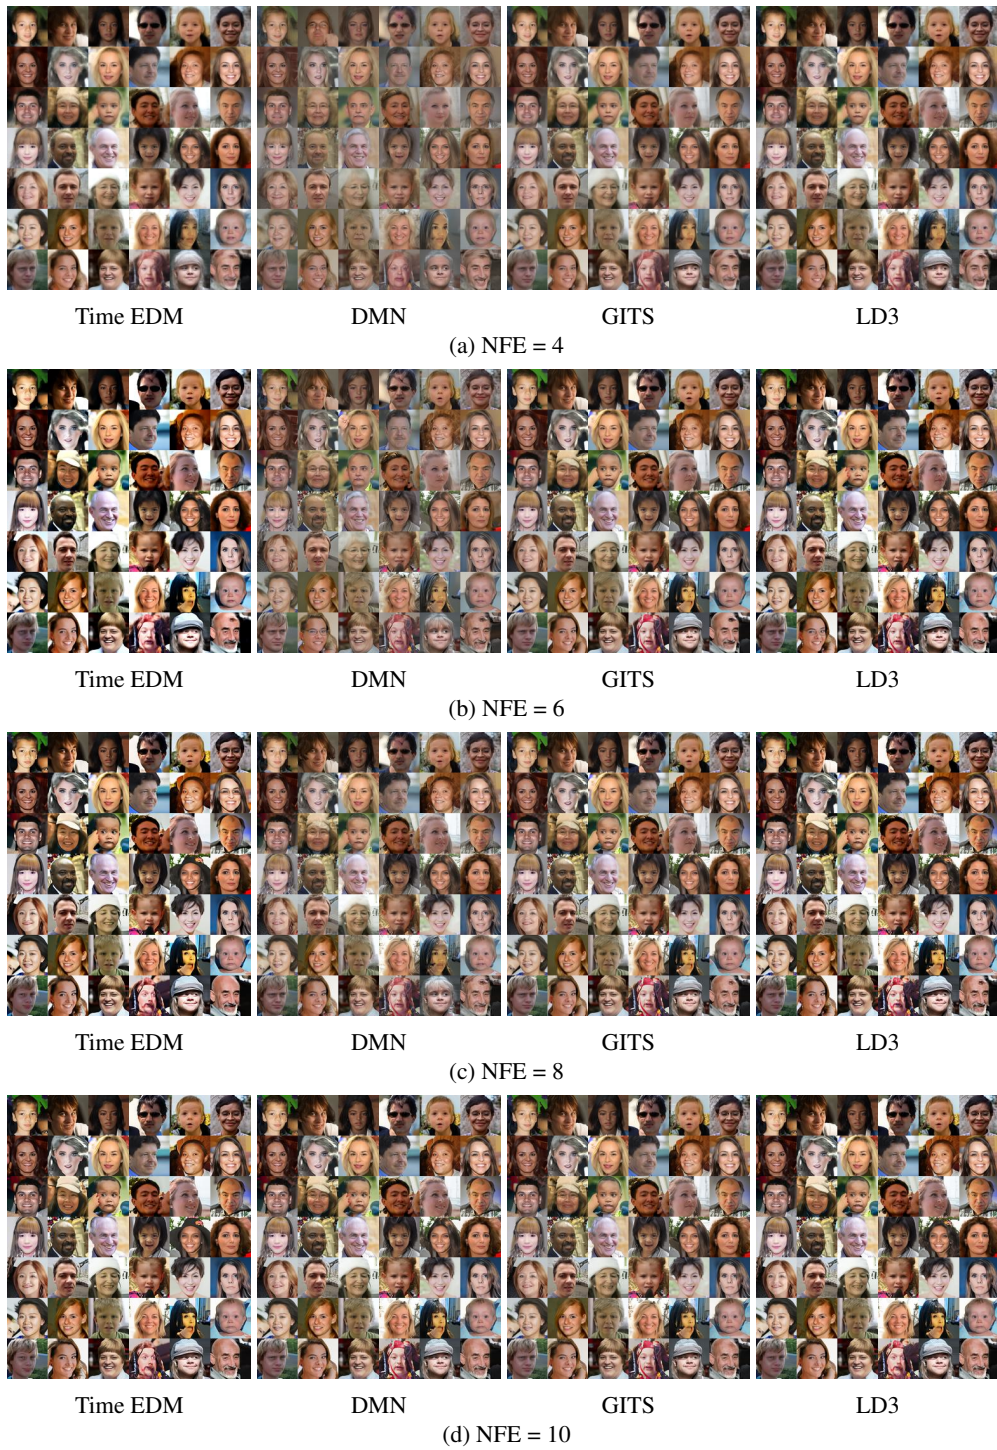 Time EDM DMN GITS LD3
(a) NFE = 4
Time EDM DMN GITS LD3
(b) NFE = 6
Time EDM DMN GITS LD3
(c) NFE = 8
Time EDM DMN GITS LD3
(d) NFE = 10